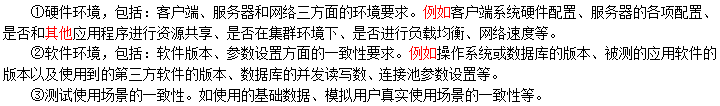 ①硬件环境，包括：客户端、服务器和网络三方面的环境要求。例如客户端系统硬件配置、服务器的各项配置、
是否和其他应用程序进行资源共享、是否在集群环境下、是否进行负载均衡、网络速度等。
②软件环境，包括：软件版本、参数设置方面的一致性要求。例如操作系统或数据库的版本、被测的应用软件的
版本以及使用到的第三方软件的版本、数据库的并发读写数、连接池参数设置等。
③测试使用场景的一致性。如使用的基础数据、模拟用户真实使用场景的一致性等。